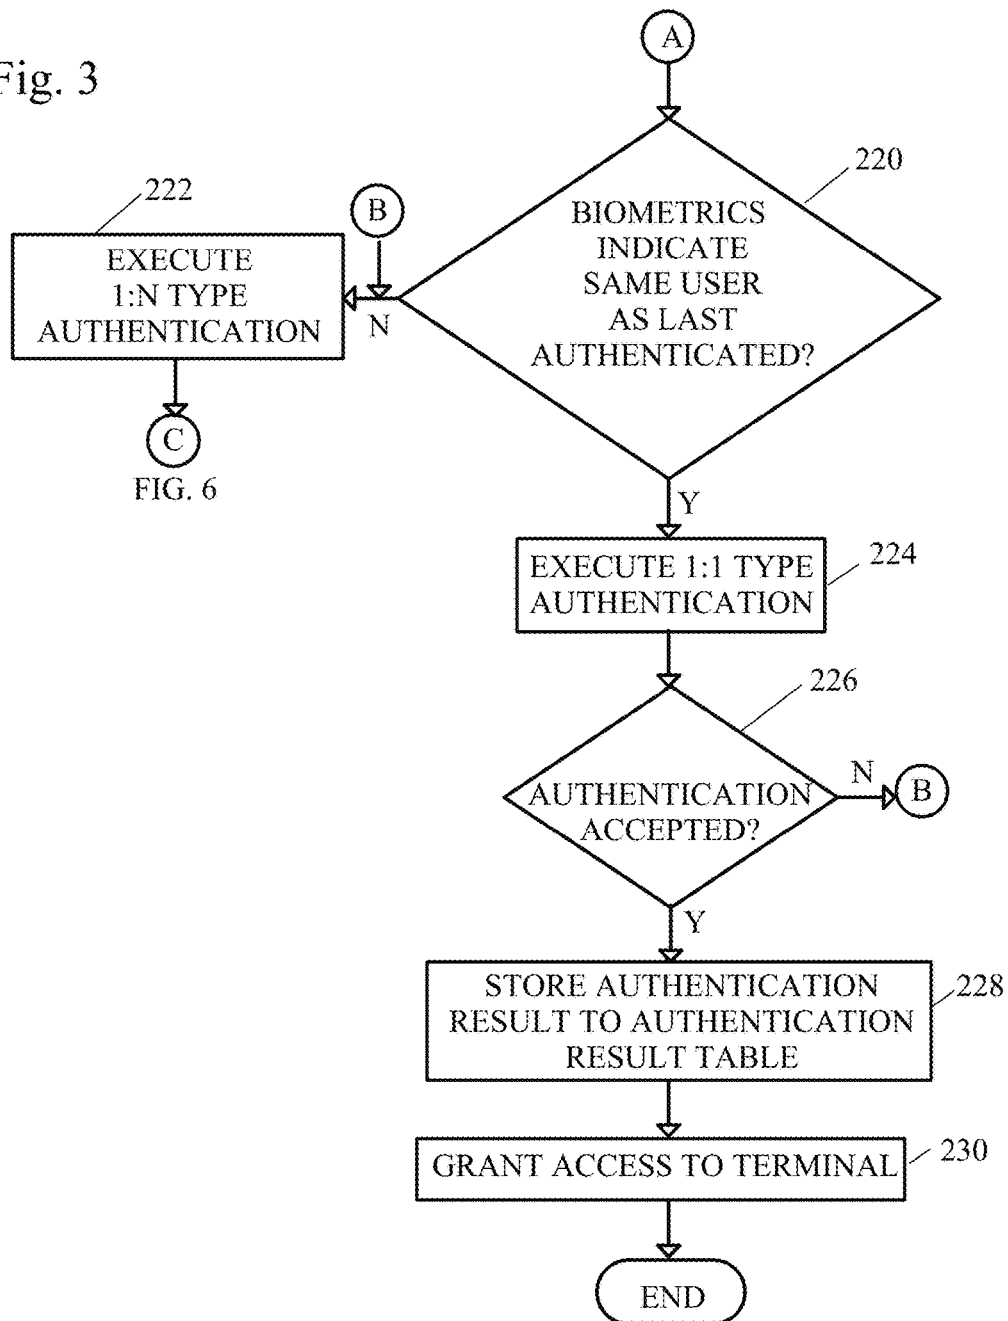 Fig. 3
A
220
BIOMETRICS
INDICATE
SAME USER
AS LAST
AUTHENTICATED?
222
B
EXECUTE
1:N TYPE
AUTHENTICATION
N
C
FIG. 6
Y
EXECUTE 1:1 TYPE
AUTHENTICATION
224
226
AUTHENTICATION
ACCEPTED?
N
B
Y
STORE AUTHENTICATION
RESULT TO AUTHENTICATION
RESULT TABLE
228
GRANT ACCESS TO TERMINAL
230
END